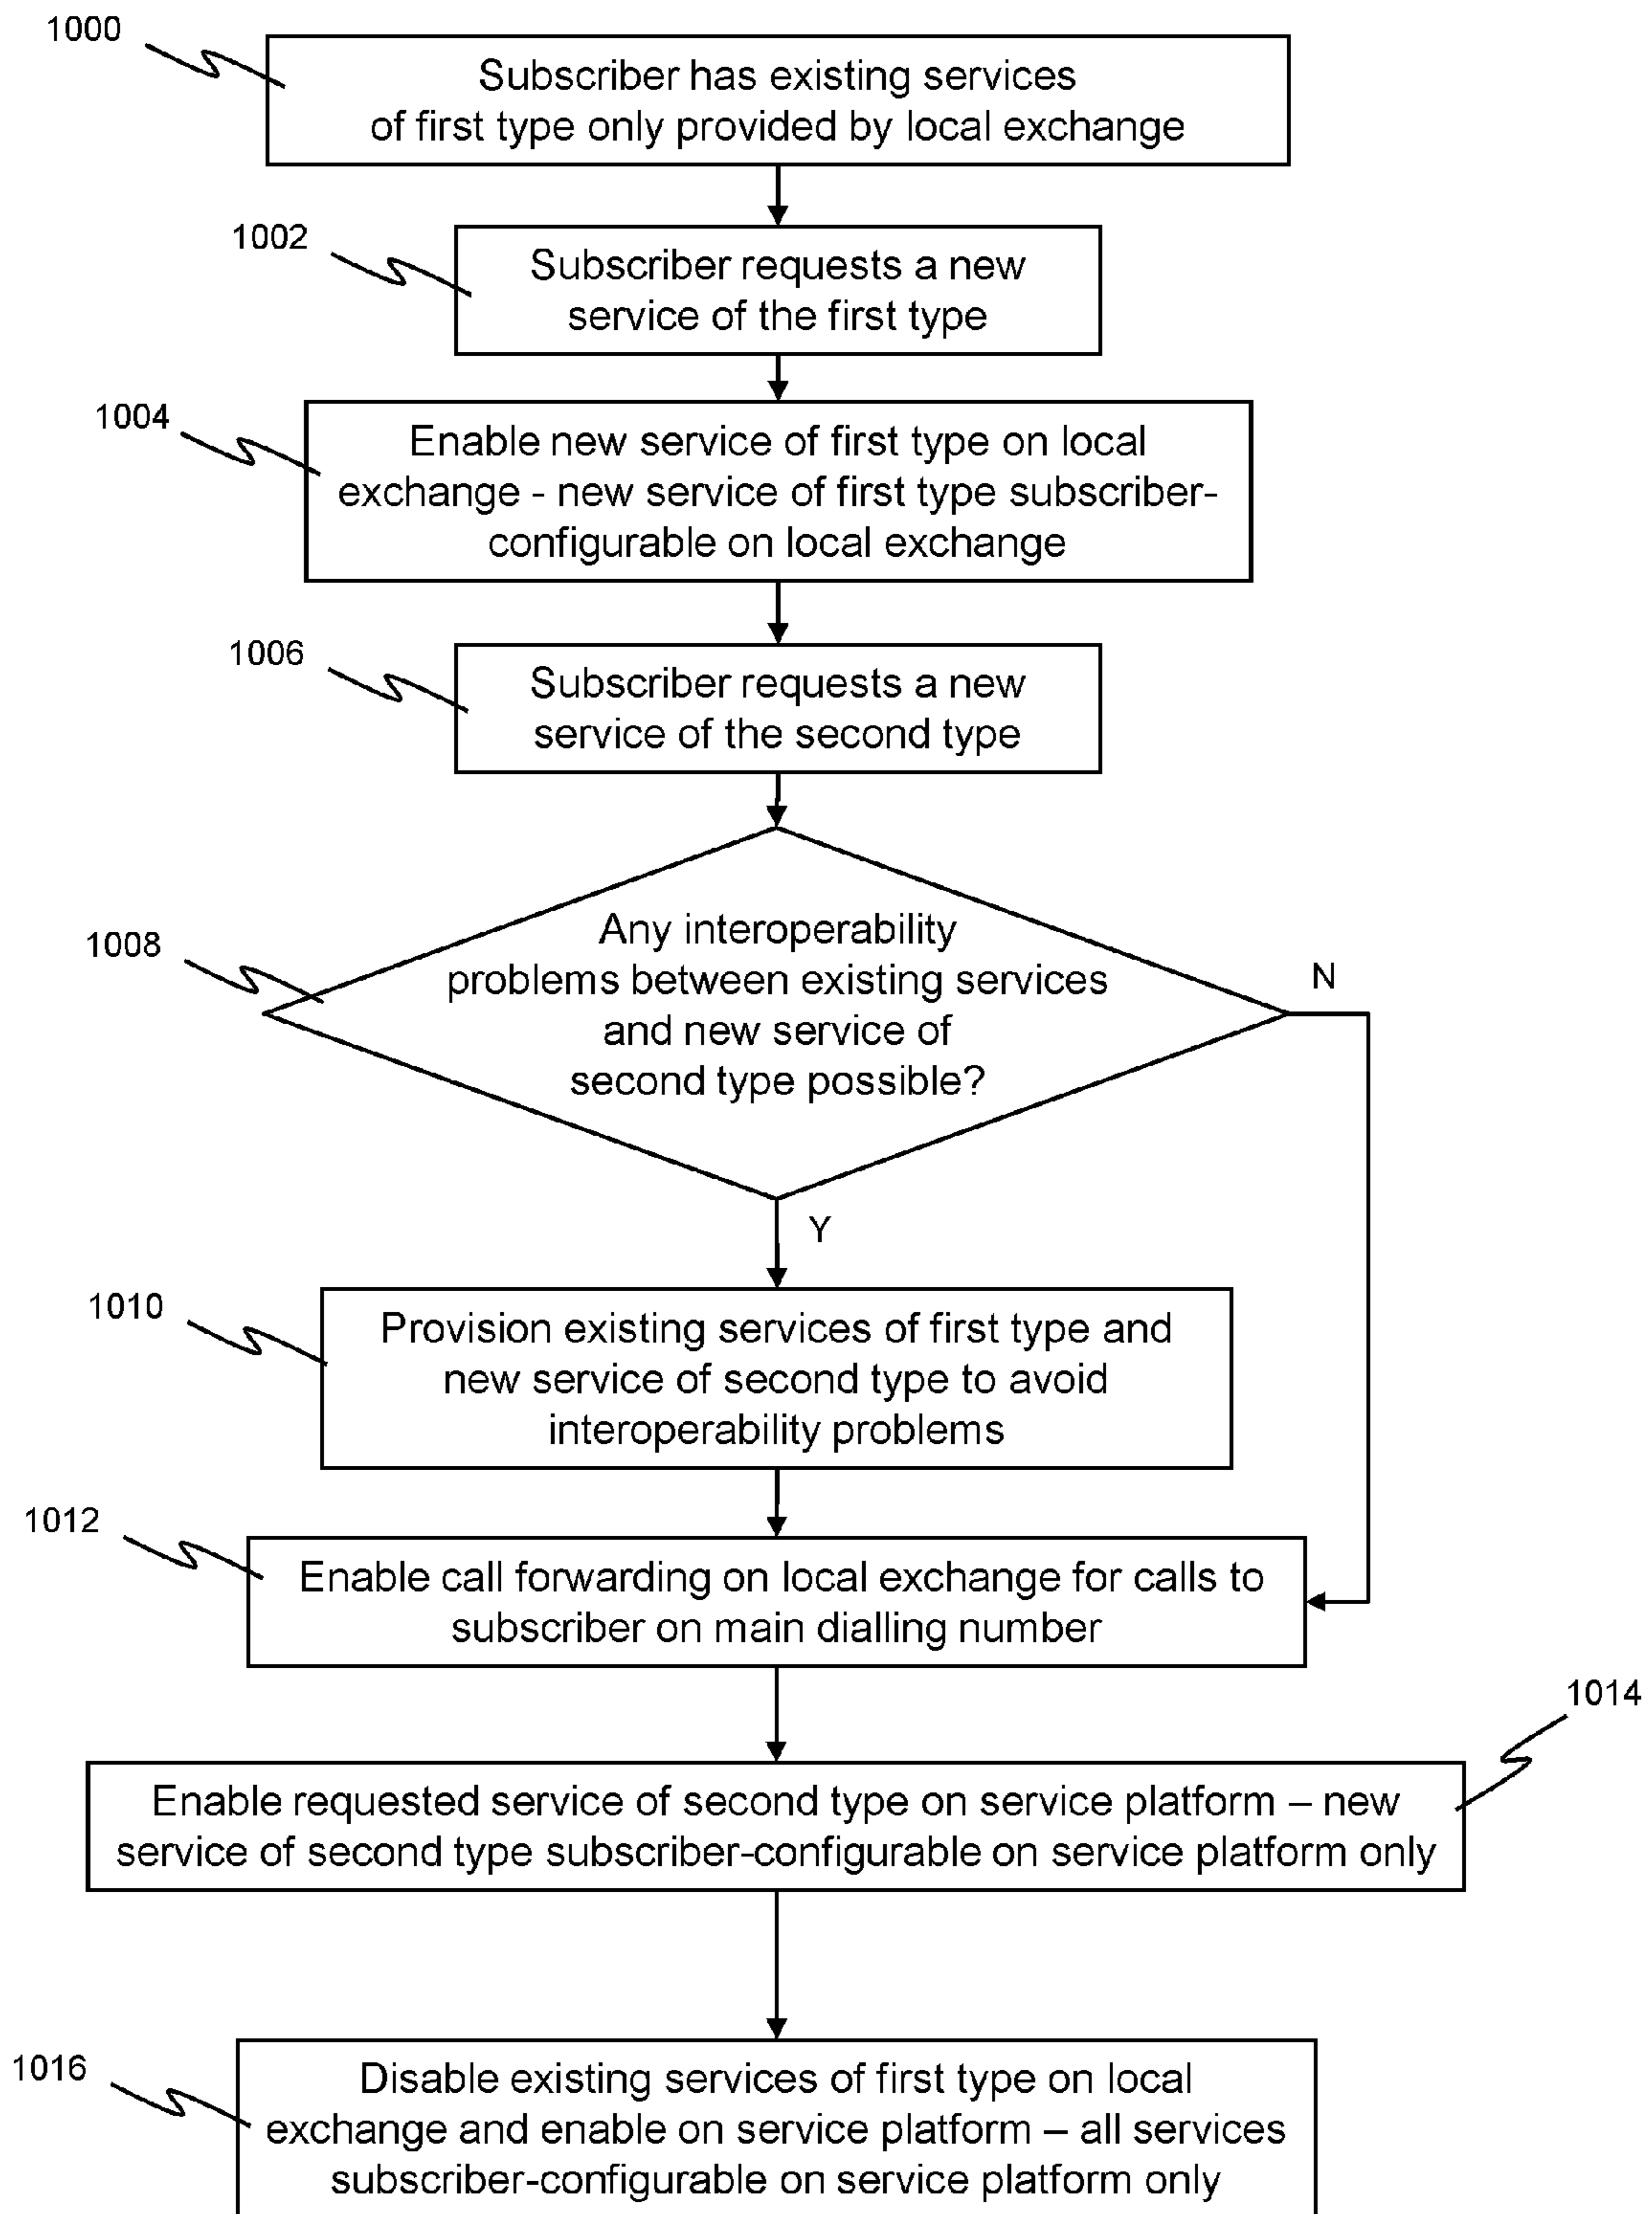 1000
Subscriber has existing services
of first type only provided by local exchange
1002
Subscriber requests a new
service of the first type
1004
Enable new service of first type on local
exchange - new service of first type subscriber-
configurable on local exchange
1006
Subscriber requests a new
service of the second type
1008
Any interoperability
problems between existing services
and new service of
second type possible?
N
Y
1010
Provision existing services of first type and
new service of second type to avoid
interoperability problems
1012
Enable call forwarding on local exchange for calls to
subscriber on main dialling number
1014
Enable requested service of second type on service platform – new
service of second type subscriber-configurable on service platform only
1016
Disable existing services of first type on local
exchange and enable on service platform – all services
subscriber-configurable on service platform only